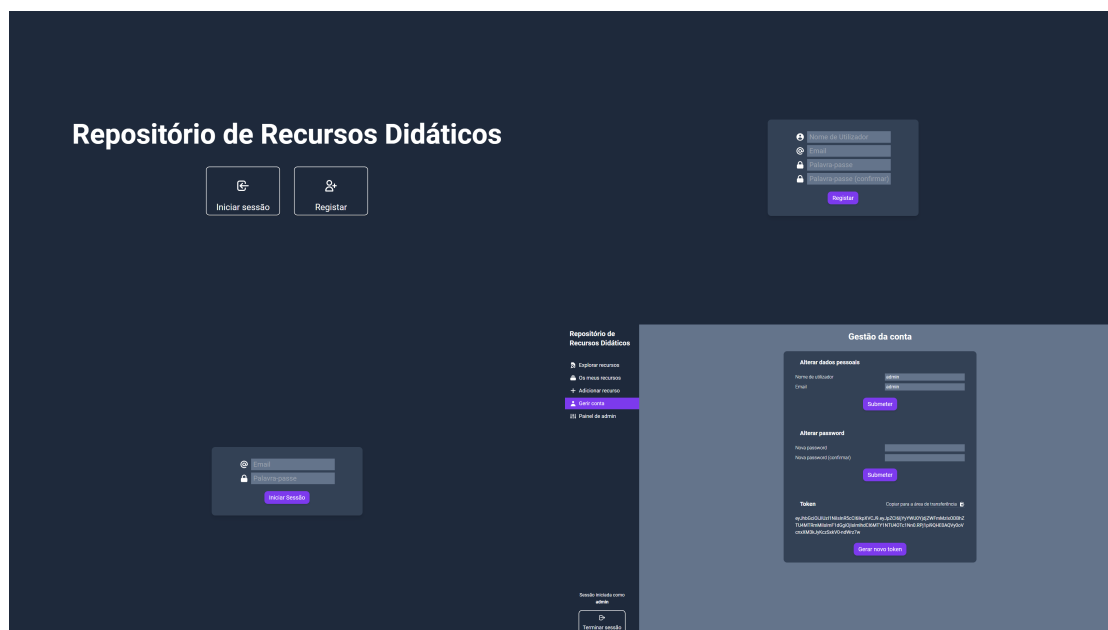 Repositório de Recursos Didáticos
Iniciar sessão
Registar
Nome de Utilizador
Email
Palavra-passe
Palavra-passe (confirmar)
Registar
Email
Palavra-passe
Iniciar Sessão
Repositório de
Recursos Didáticos
Explorar recursos
Os meus recursos
Adicionar recurso
Gerir conta
Painel de admin
Sessão iniciada como
admin
Terminar sessão
Gestão da conta
Alterar dados pessoais
Nome do utilizador
admin
Email
admin
Submeter
Alterar password
Nova password
Nova password (confirmar)
Submeter
Token
Copiar para a área de transferência
Gerar novo token